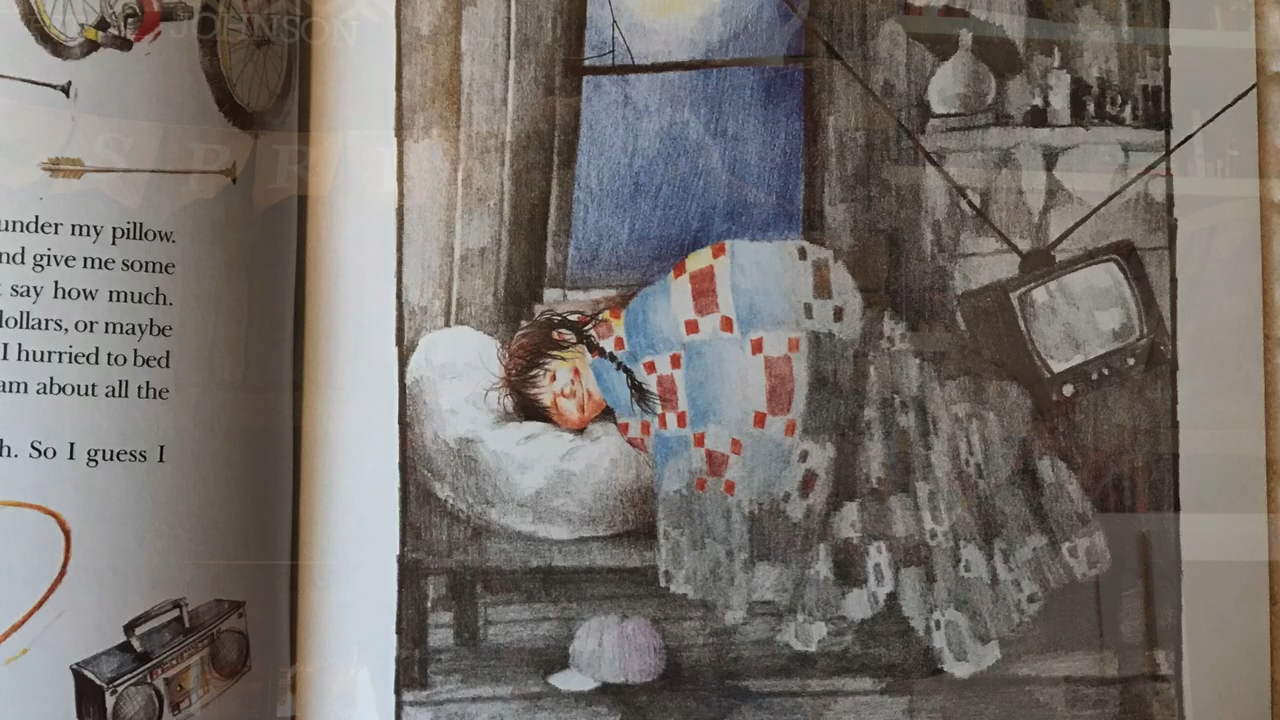 JOHNSON
S P R I
under my pillow.
nd give me some
t say how much.
dollars, or maybe
I hurried to bed
am about all the
h. So I guess I